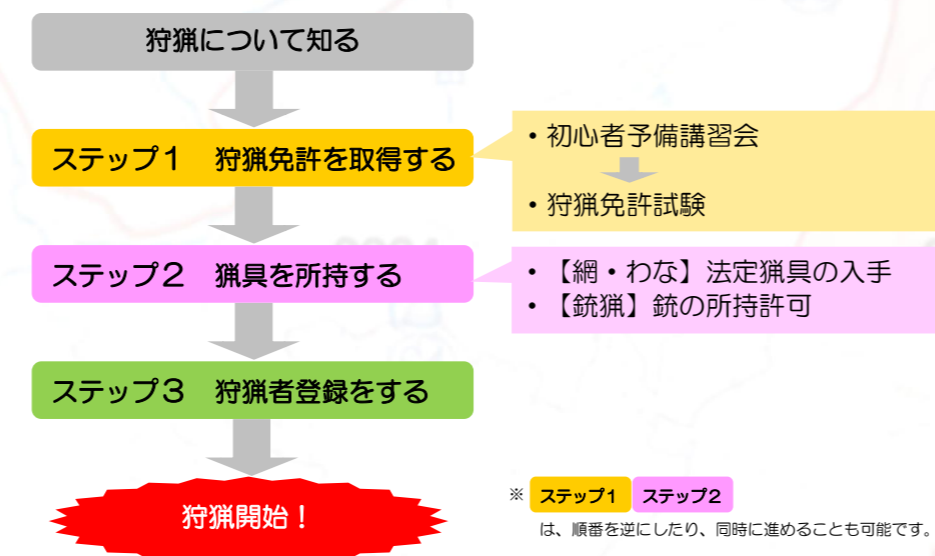 狩猟について知る
ステップ１　狩猟免許を取得する
・初心者予備講習会
・狩猟免許試験
ステップ２　猟具を所持する
・【網・わな】法定猟具の入手
・【銃猟】銃の所持許可
ステップ３　狩猟者登録をする
狩猟開始！
※ ステップ1 ステップ2
は、順番を逆にしたり、同時に進めることも可能です。